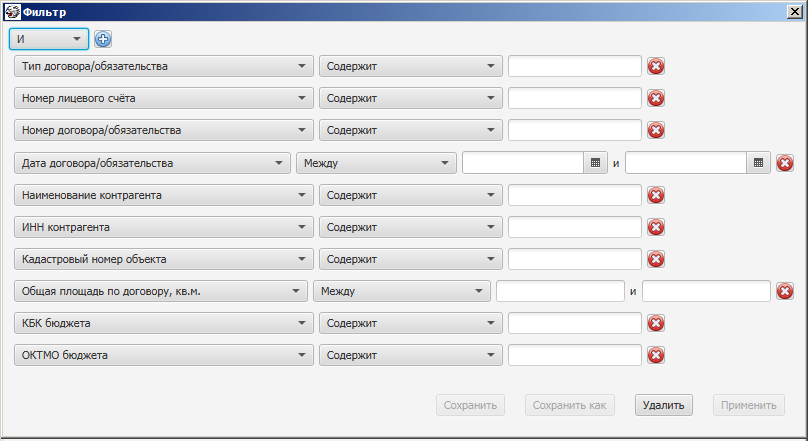 Фильтр
И
Тип договора/обязательства Содержит
Номер лицевого счёта Содержит
Номер договора/обязательства Содержит
Дата договора/обязательства Между и
Наименование контрагента Содержит
ИНН контрагента Содержит
Кадастровый номер объекта Содержит
Общая площадь по договору, кв.м. Между и
КБК бюджета Содержит
ОКТМО бюджета Содержит
Сохранить Сохранить как Удалить Применить